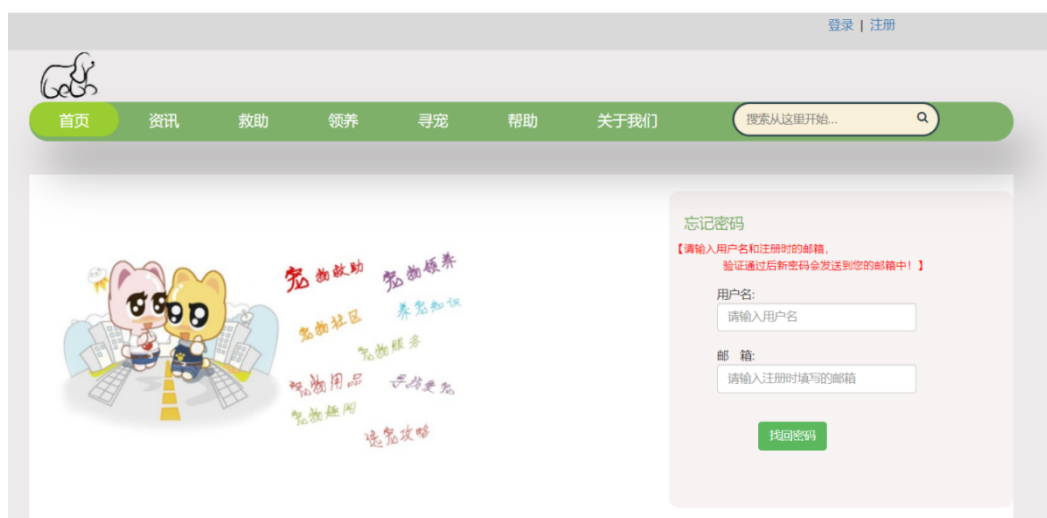 登录 | 注册
首页 资讯 救助 领养 寻宠 帮助 关于我们 搜索从这里开始...
忘记密码
【请输入用户名和注册时的邮箱,
验证通过后新密码会发送到您的邮箱中!】
宠物救助 宠物领养
宠物社区 养宠知识
宠物服务
宠物用品
宠物趣闻
选宠攻略
用户名:
请输入用户名
邮 箱:
请输入注册时填写的邮箱
找回密码